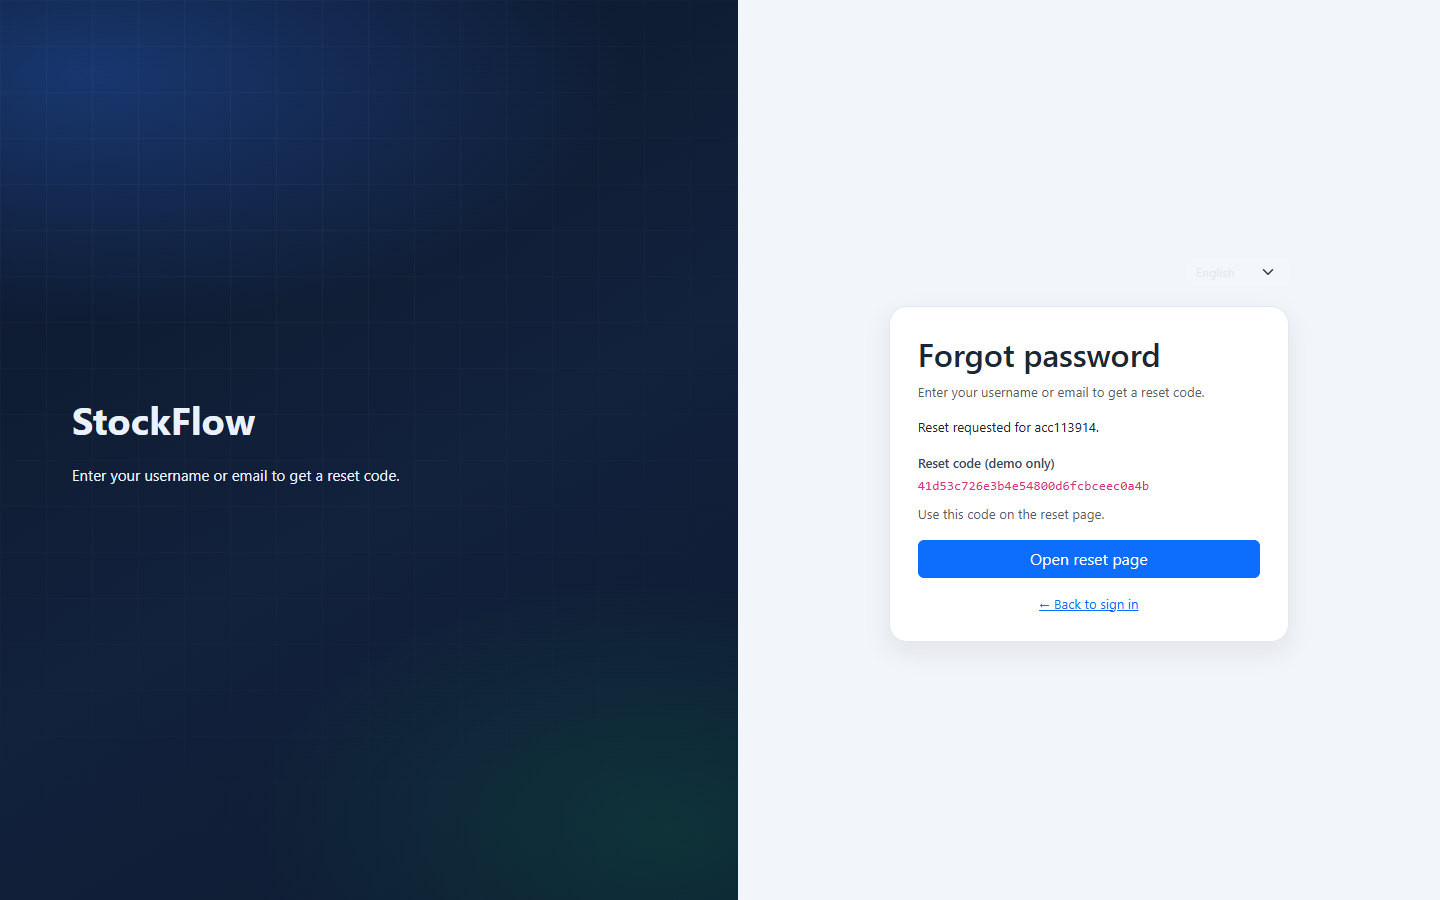 StockFlow
Enter your username or email to get a reset code.
English
Forgot password
Enter your username or email to get a reset code.
Reset requested for acc113914.
Reset code (demo only)
41d53c726e3b4e54800d6fcbceec0a4b
Use this code on the reset page.
Open reset page
← Back to sign in